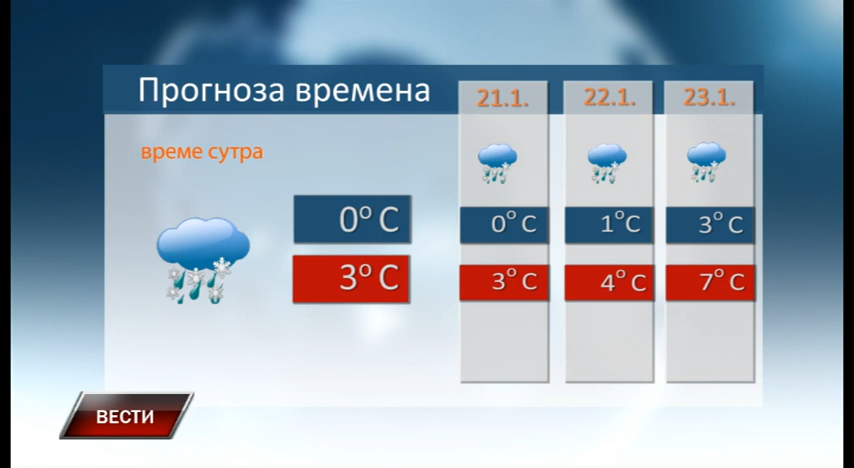 Прогноза времена
21.1. 22.1. 23.1.
време сутра
0° C
3° C
0° C 1°C 3° C
3° C 4° C 7° C
ВЕСТИ